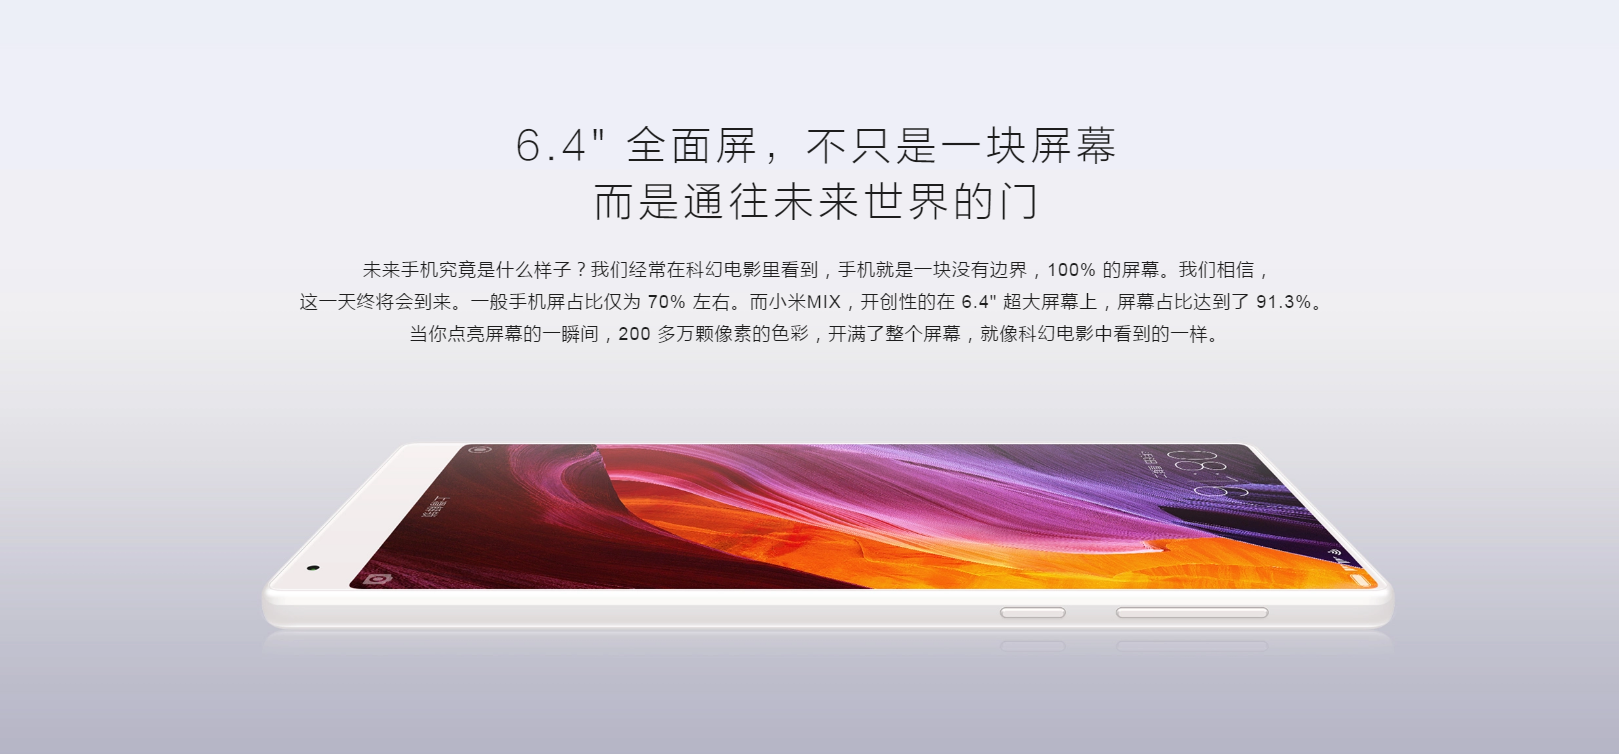 6.4" 全面屏，不只是一块屏幕
而是通往未来世界的门
未来手机究竟是什么样子？我们经常在科幻电影里看到，手机就是一块没有边界，100% 的屏幕。我们相信，
这一天终将会到来。一般手机屏占比仅为 70% 左右。而小米MIX，开创性的在 6.4" 超大屏幕上，屏幕占比达到了 91.3%。
当你点亮屏幕的一瞬间，200 多万颗像素的色彩，开满了整个屏幕，就像科幻电影中看到的一样。
08:16